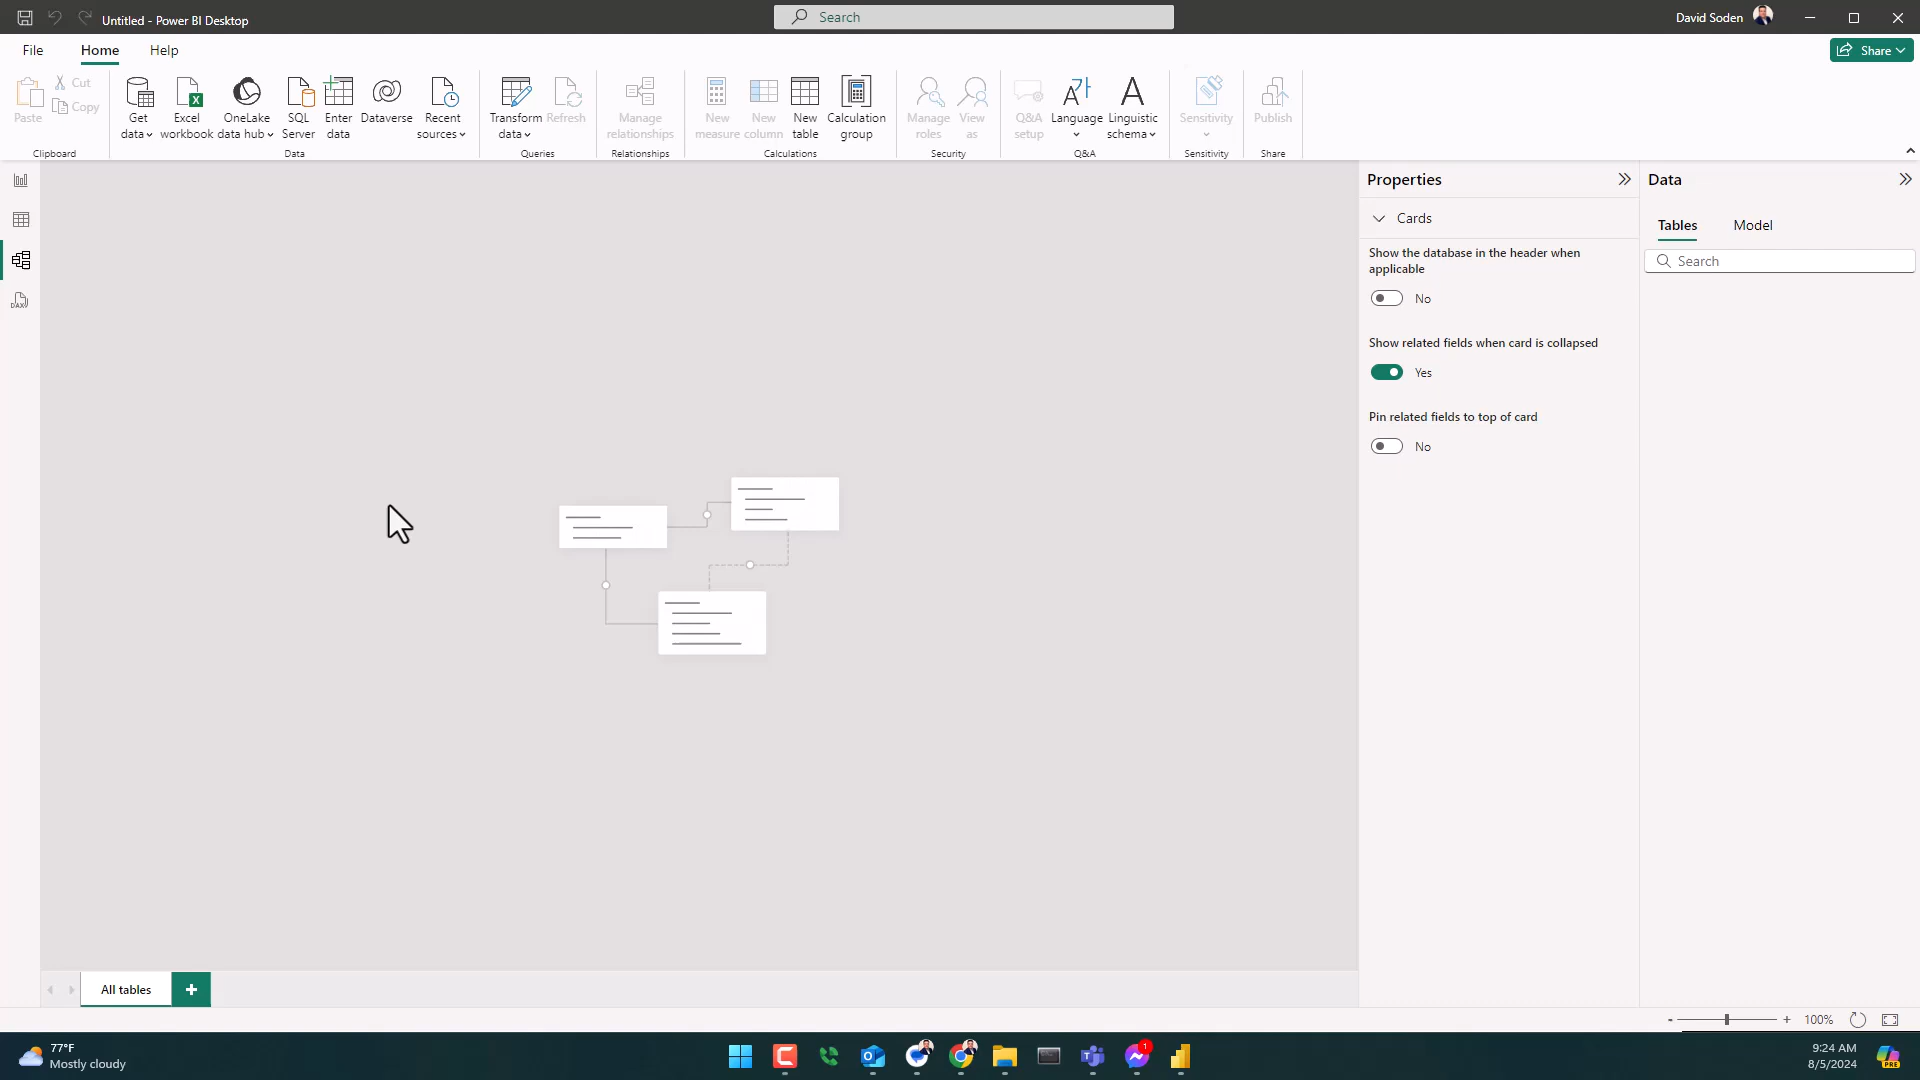 Untitled - Power BI Desktop
Search
David Soden
File
Home
Help
Share
Paste
Cut
Copy
Get data
Excel workbook
OneLake data hub
SQL Server
Enter data
Dataverse
Recent sources
Transform data
Refresh
Manage relationships
New measure
New column
New table
Calculation group
Manage roles
View as
Q&A setup
Language
Linguistic schema
Sensitivity
Publish
Clipboard
Data
Queries
Relationships
Calculations
Security
Q&A
Sensitivity
Share
DAX
Properties
Cards
Show the database in the header when
applicable
No
Show related fields when card is collapsed
Yes
Pin related fields to top of card
No
Data
Tables
Model
Search
All tables
+
- + 100%
77°F
Mostly cloudy
1
9:24 AM
8/5/2024
PRE